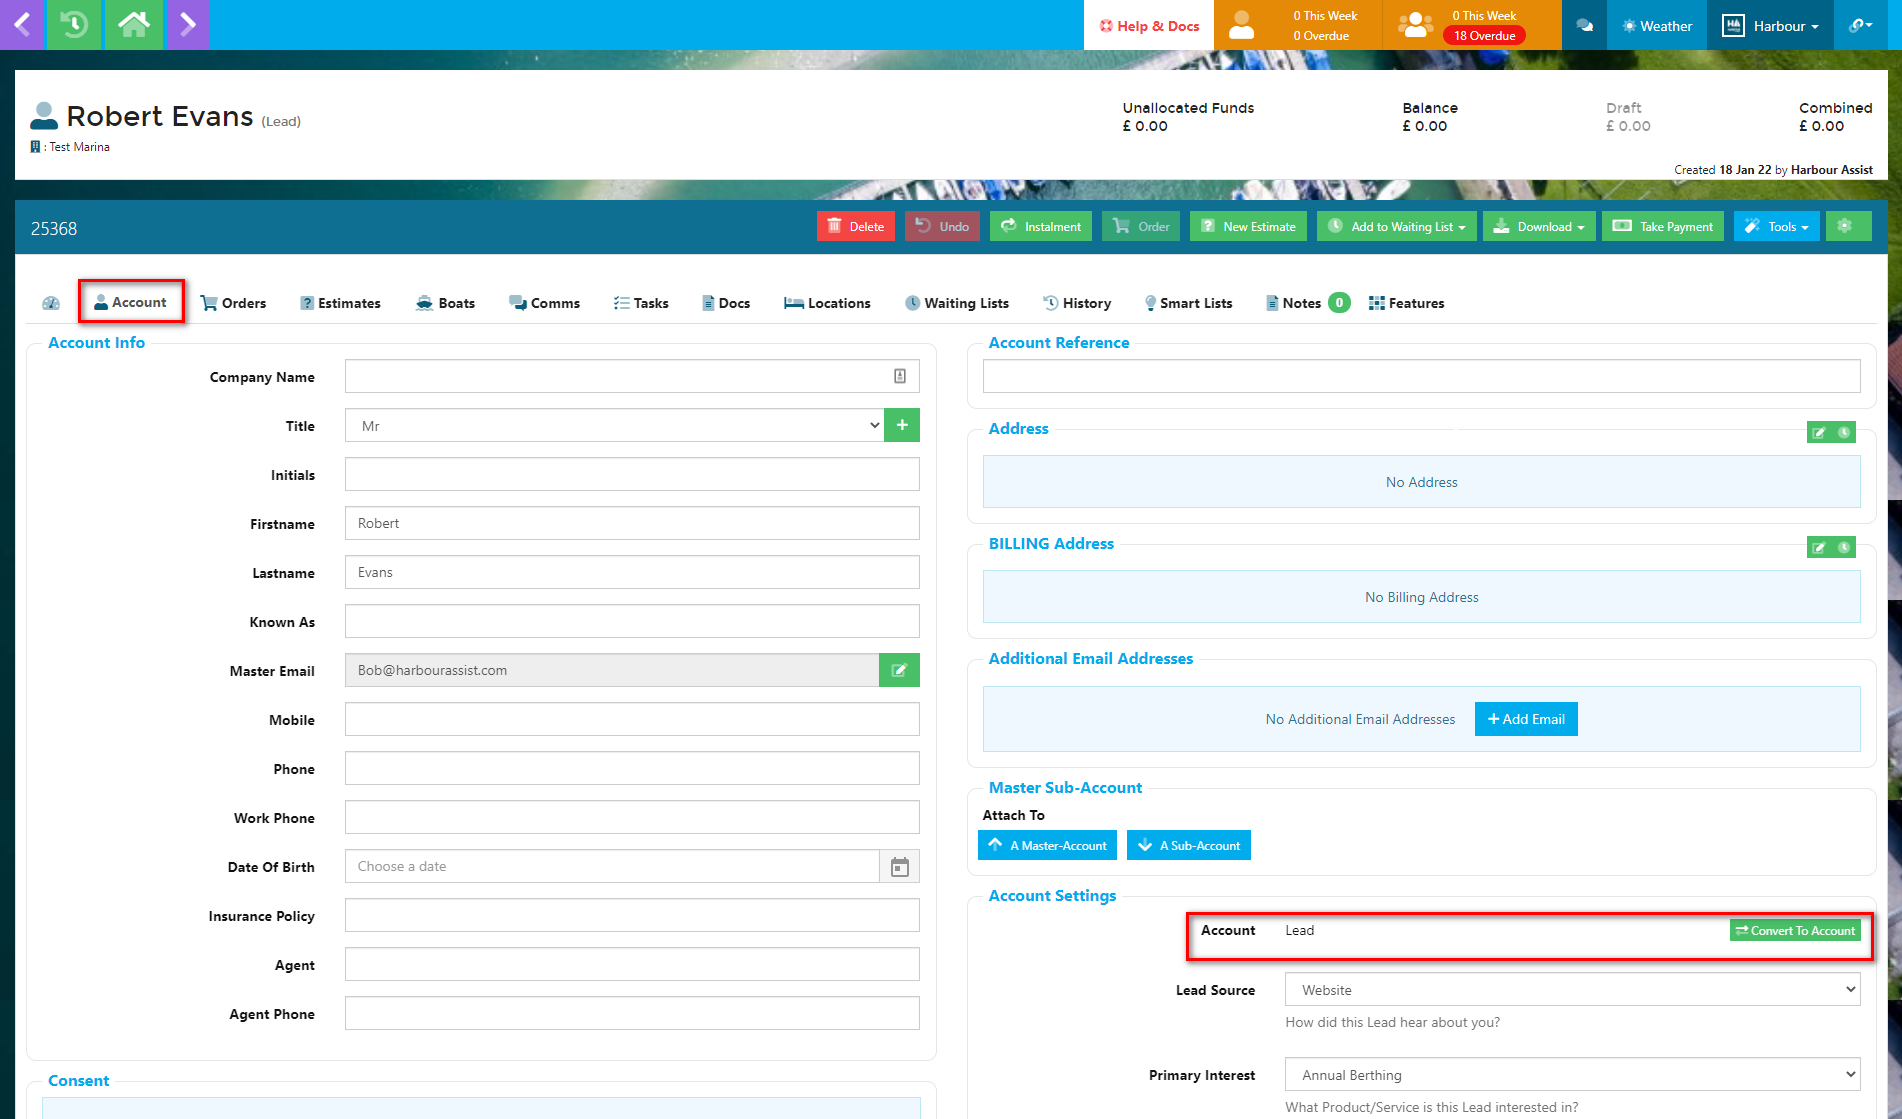 Help & Docs
0 This Week
0 Overdue
0 This Week
18 Overdue
Weather
Harbour
Robert Evans (Lead)
: Test Marina
Unallocated Funds
£ 0.00
Balance
£ 0.00
Draft
£ 0.00
Combined
£ 0.00
Created 18 Jan 22 by Harbour Assist
25368
Delete
Undo
Instalment
Order
New Estimate
Add to Waiting List
Download
Take Payment
Tools
Account
Orders
Estimates
Boats
Comms
Tasks
Docs
Locations
Waiting Lists
History
Smart Lists
Notes 0
Features
Account Info
Company Name
Title Mr
Initials
Firstname Robert
Lastname Evans
Known As
Master Email Bob@harbourassist.com
Mobile
Phone
Work Phone
Date Of Birth Choose a date
Insurance Policy
Agent
Agent Phone
Consent
Account Reference
Address
No Address
BILLING Address
No Billing Address
Additional Email Addresses
No Additional Email Addresses + Add Email
Master Sub-Account
Attach To
A Master-Account
A Sub-Account
Account Settings
Account Lead Convert To Account
Lead Source Website
How did this Lead hear about you?
Primary Interest Annual Berthing
What Product/Service is this Lead interested in?